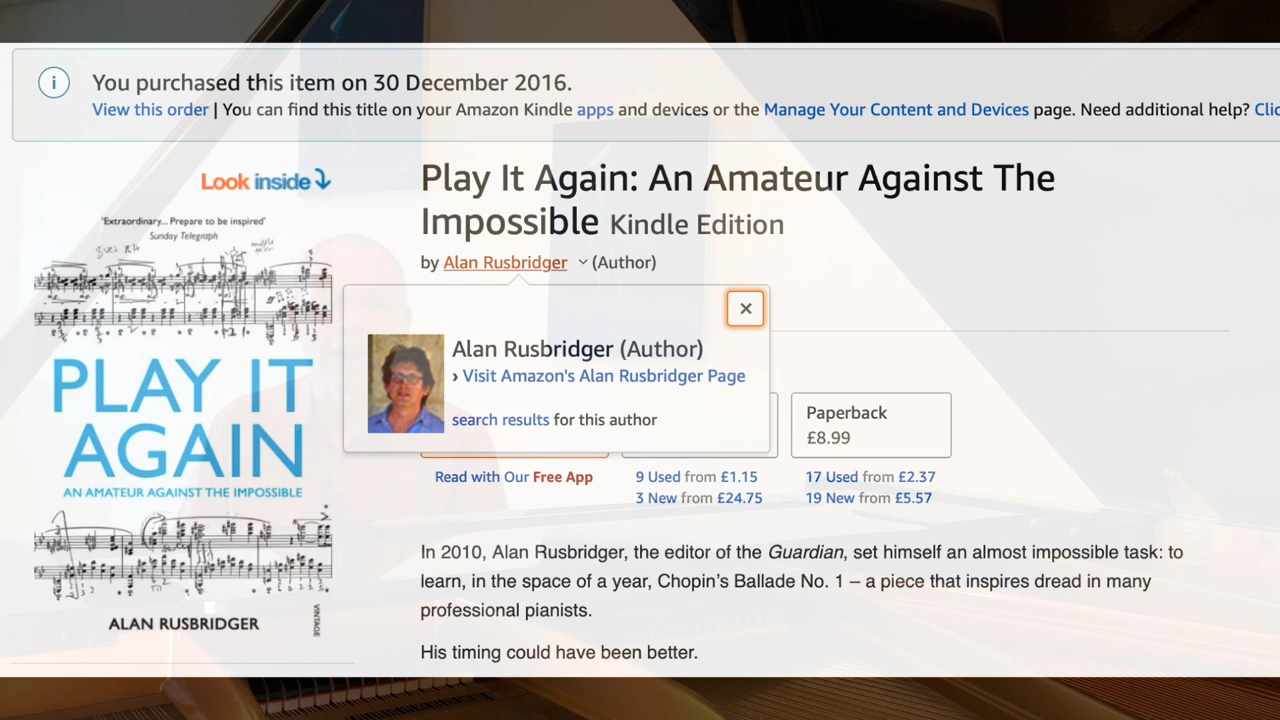 You purchased this item on 30 December 2016.
View this order | You can find this title on your Amazon Kindle apps and devices or the Manage Your Content and Devices page. Need additional help? Clic
Look inside
'Extraordinary... Prepare to be inspired'
Sunday Telegraph
PLAY IT
AGAIN
AN AMATEUR AGAINST THE IMPOSSIBLE
ALAN RUSBRIDGER
VINTAGE
Play It Again: An Amateur Against The
Impossible Kindle Edition
by Alan Rusbridger (Author)
Alan Rusbridger (Author)
› Visit Amazon's Alan Rusbridger Page
search results for this author
Paperback
£8.99
Read with Our Free App
9 Used from £1.15
3 New from £24.75
17 Used from £2.37
19 New from £5.57
In 2010, Alan Rusbridger, the editor of the Guardian, set himself an almost impossible task: to
learn, in the space of a year, Chopin's Ballade No. 1 – a piece that inspires dread in many
professional pianists.
His timing could have been better.